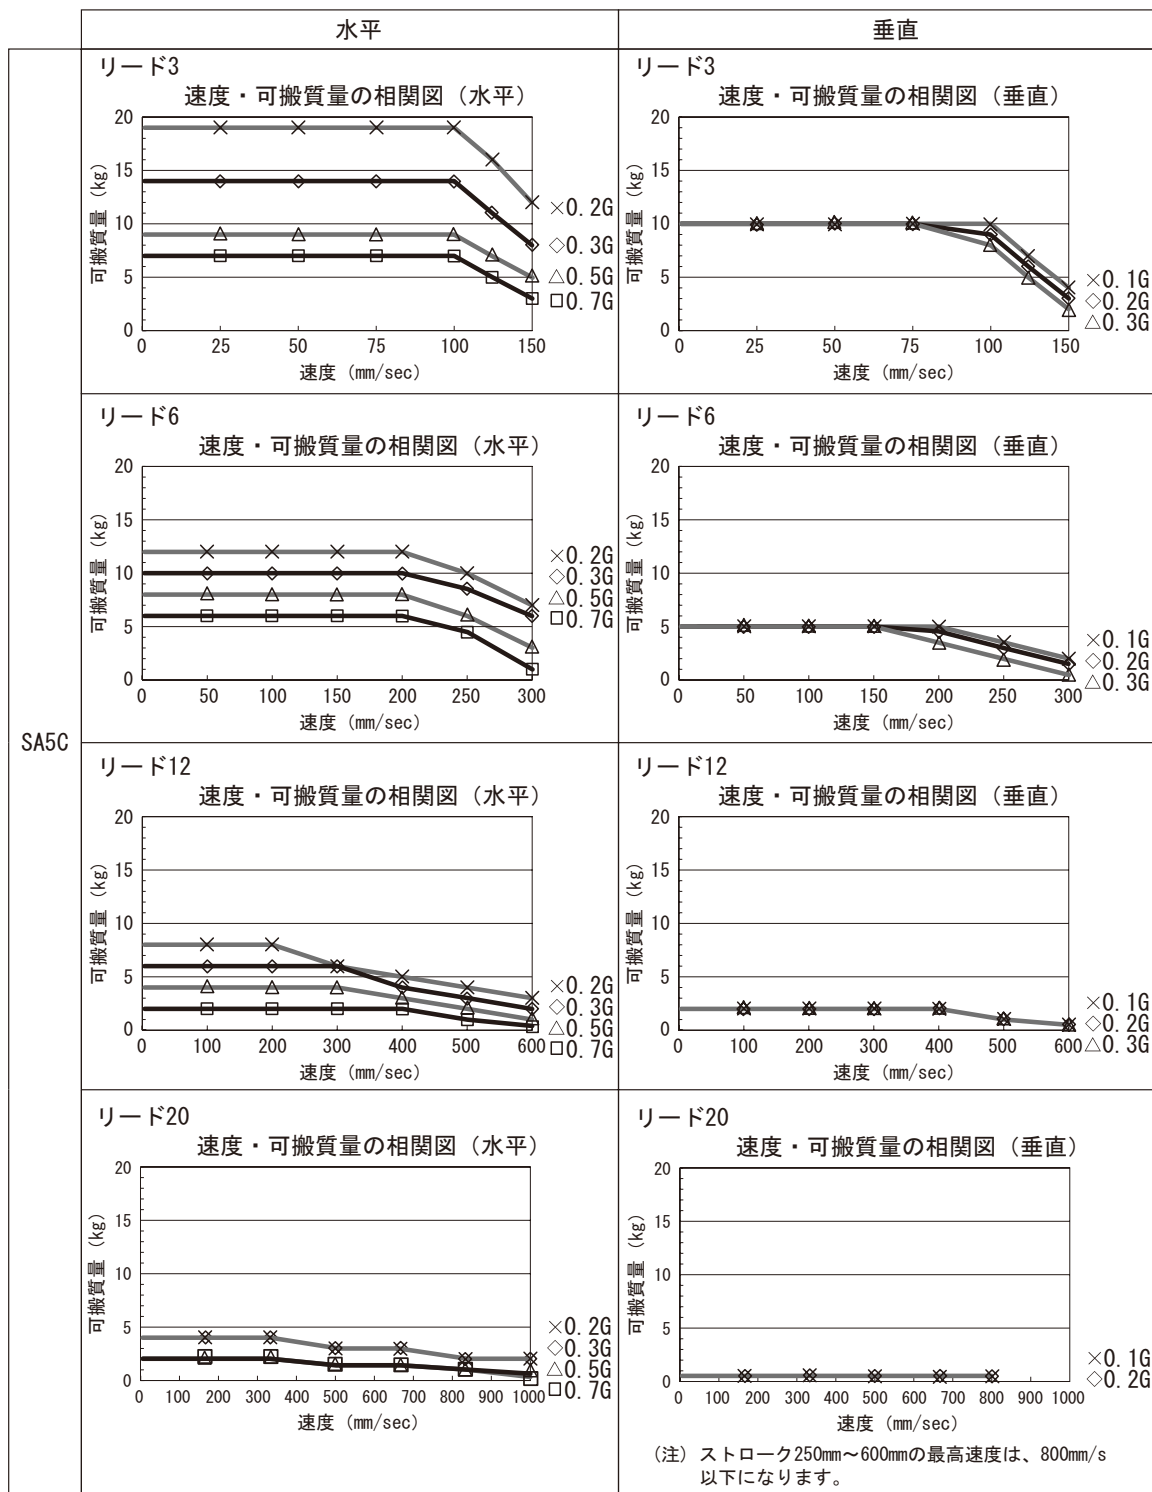 水平
垂直
SA5C
リード3
速度・可搬質量の相関図（水平）
可搬質量 (kg)
20
15
10
5
0
0 25 50 75 100 150
速度 (mm/sec)
×0.2G
◇0.3G
△0.5G
□0.7G
リード3
速度・可搬質量の相関図（垂直）
可搬質量 (kg)
20
15
10
5
0
0 25 50 75 100 150
速度 (mm/sec)
×0.1G
◇0.2G
△0.3G
リード6
速度・可搬質量の相関図（水平）
可搬質量 (kg)
20
15
10
5
0
0 50 100 150 200 250 300
速度 (mm/sec)
×0.2G
◇0.3G
△0.5G
□0.7G
リード6
速度・可搬質量の相関図（垂直）
可搬質量 (kg)
20
15
10
5
0
0 50 100 150 200 250 300
速度 (mm/sec)
×0.1G
◇0.2G
△0.3G
リード12
速度・可搬質量の相関図（水平）
可搬質量 (kg)
20
15
10
5
0
0 100 200 300 400 500 600
速度 (mm/sec)
×0.2G
◇0.3G
△0.5G
□0.7G
リード12
速度・可搬質量の相関図（垂直）
可搬質量 (kg)
20
15
10
5
0
0 100 200 300 400 500 600
速度 (mm/sec)
×0.1G
◇0.2G
△0.3G
リード20
速度・可搬質量の相関図（水平）
可搬質量 (kg)
20
15
10
5
0
0 100 200 300 400 500 600 700 800 900 1000
速度 (mm/sec)
×0.2G
◇0.3G
△0.5G
□0.7G
リード20
速度・可搬質量の相関図（垂直）
可搬質量 (kg)
20
15
10
5
0
0 100 200 300 400 500 600 700 800 900 1000
速度 (mm/sec)
×0.1G
◇0.2G
(注) ストローク250mm～600mmの最高速度は、800mm/s
以下になります。